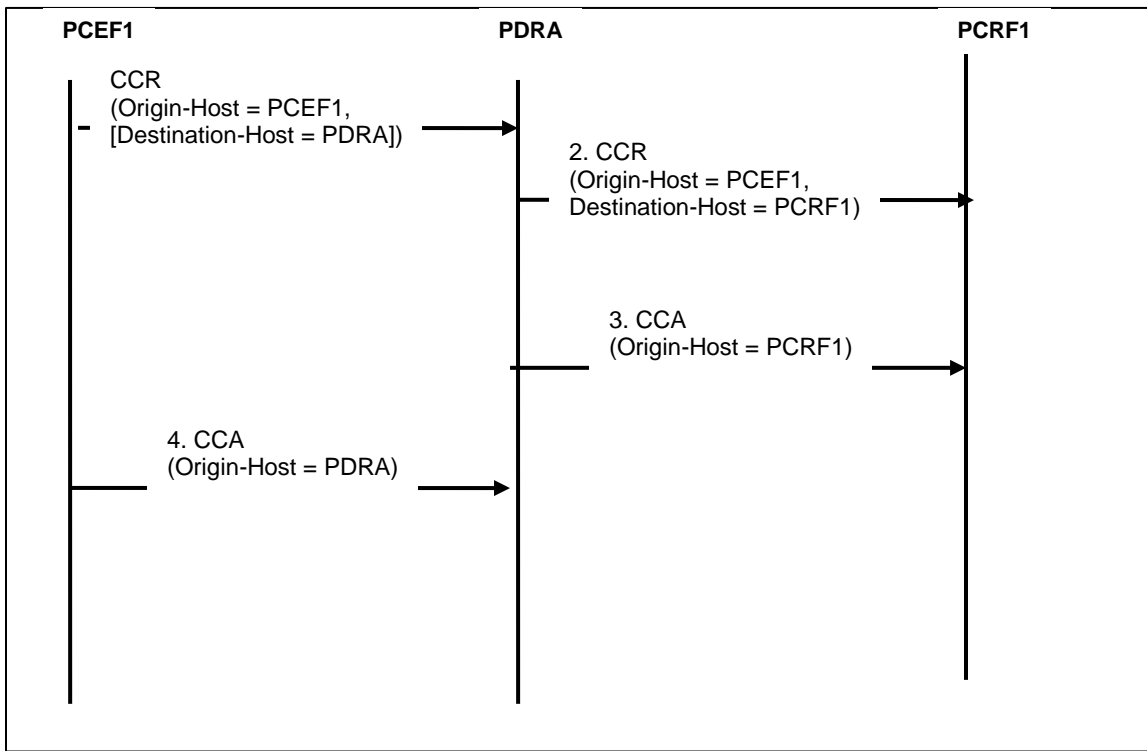 PCEF1
PDRA
PCRF1
CCR
(Origin-Host = PCEF1,
[Destination-Host = PDRA])
2. CCR
(Origin-Host = PCEF1,
Destination-Host = PCRF1)
3. CCA
(Origin-Host = PCRF1)
4. CCA
(Origin-Host = PDRA)